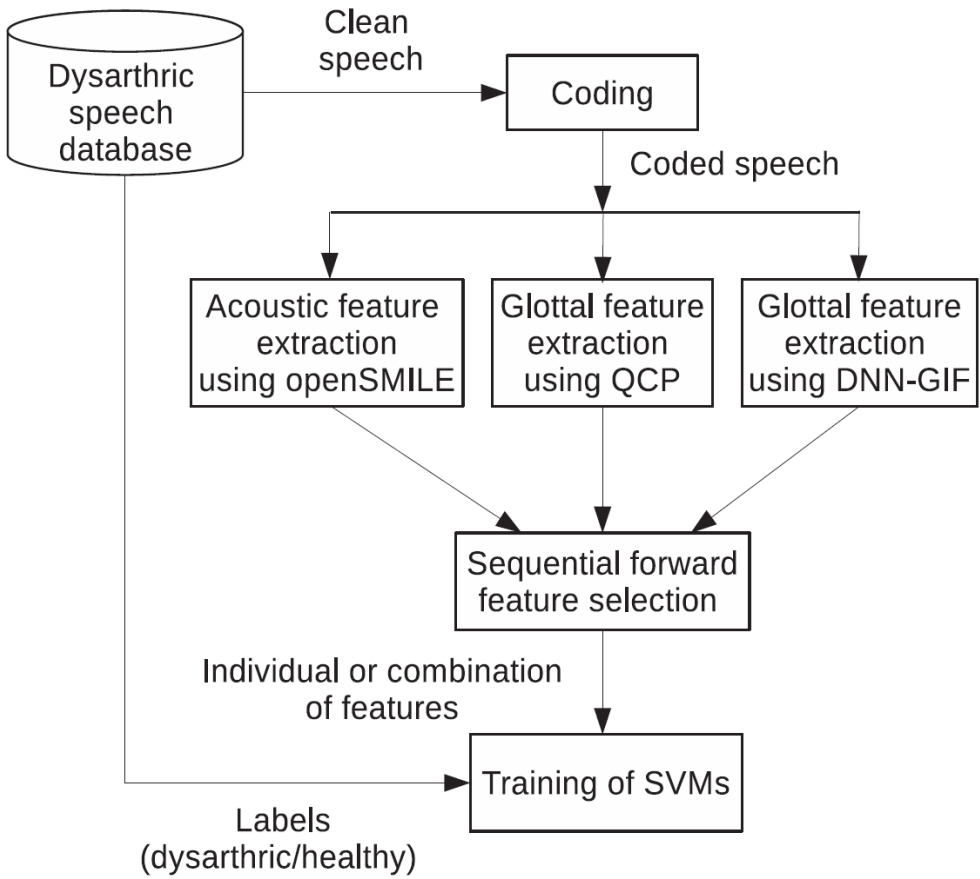 Clean
speech
Dysarthric
speech
database
Coding
Coded speech
Acoustic feature
extraction
using openSMILE
Glottal feature
extraction
using QCP
Glottal feature
extraction
using DNN-GIF
Sequential forward
feature selection
Individual or combination
of features
Training of SVMs
Labels
(dysarthric/healthy)